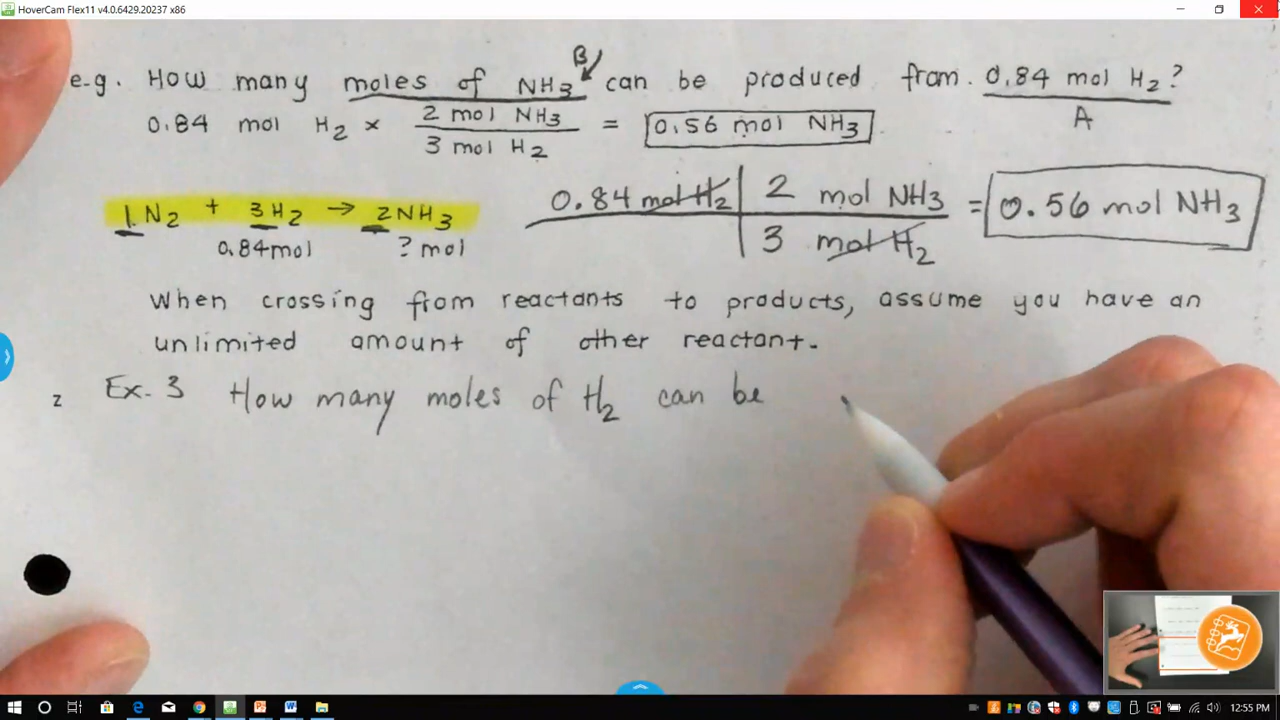 HoverCam Flex11 v4.0.6429.20237 x86
B
e.g. How many moles of NH₃ can be produced from 0.84 mol H₂?
A
0.84 mol H₂ × 2 mol NH₃ / 3 mol H₂ = 0.56 mol NH₃
0.84 mol H₂ | 2 mol NH₃ / 3 mol H₂ = 0.56 mol NH₃
1 N₂ + 3H₂ → 2NH₃
0.84 mol ? mol
When crossing from reactants to products, assume you have an
unlimited amount of other reactant.
z Ex. 3 How many moles of H₂ can be
12:55 PM